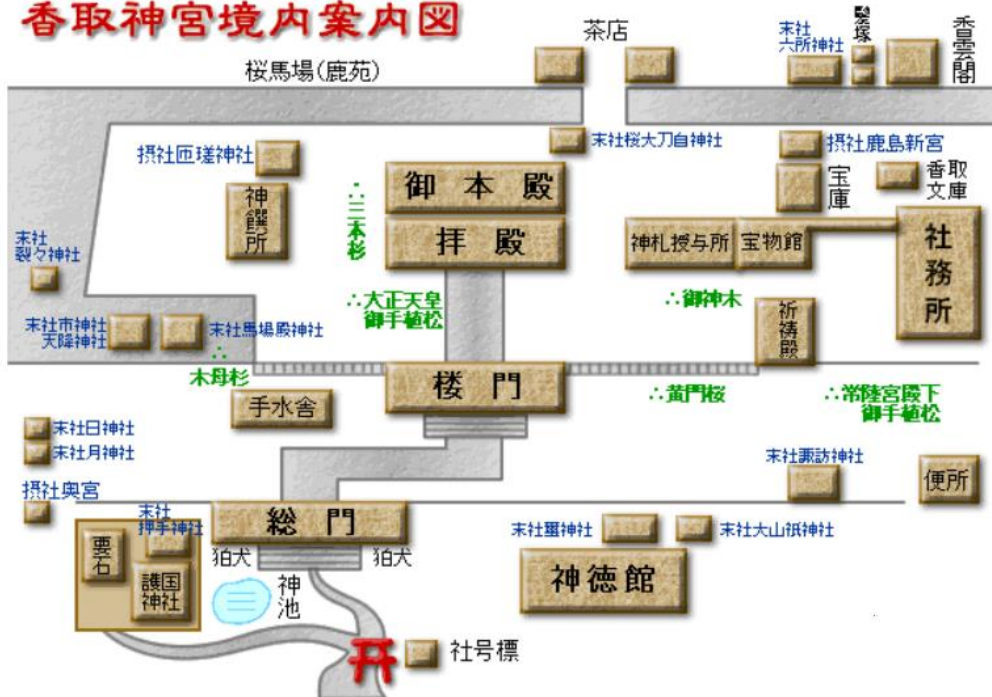 香取神宮境内案内図
茶店
桜馬場(鹿苑)
末社
六所神社
香雲閣
末社桜大刀自神社
摂社鹿島新宮
摂社匝瑳神社
宝庫
香取
文庫
神饌所
御本殿
∴三本杉
拝殿
神札授与所
宝物館
社務所
末社
裂々神社
∴大正天皇
御手植松
∴御神木
祈祷殿
末社市神社
天降神社
末社馬場殿神社
∴
木母杉
楼門
∴黄門桜
∴常陸宮殿下
御手植松
手水舎
末社日神社
末社月神社
末社諏訪神社
便所
摂社奥宮
末社
押手神社
総門
末社璽神社
末社大山祇神社
要石
狛犬
狛犬
護国
神社
神池
神徳館
社号標